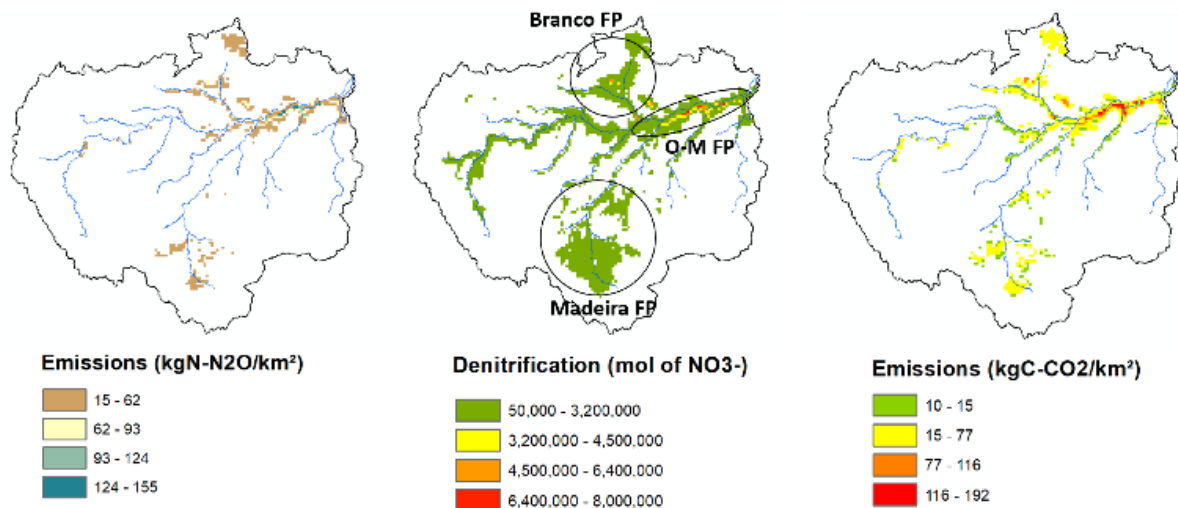 Branco FP
O-M FP
Madeira FP
Emissions (kgN-N2O/km²)
15 - 62
62 - 93
93 - 124
124 - 155
Denitrification (mol of NO3-)
50,000 - 3,200,000
3,200,000 - 4,500,000
4,500,000 - 6,400,000
6,400,000 - 8,000,000
Emissions (kgC-CO2/km²)
10 - 15
15 - 77
77 - 116
116 - 192